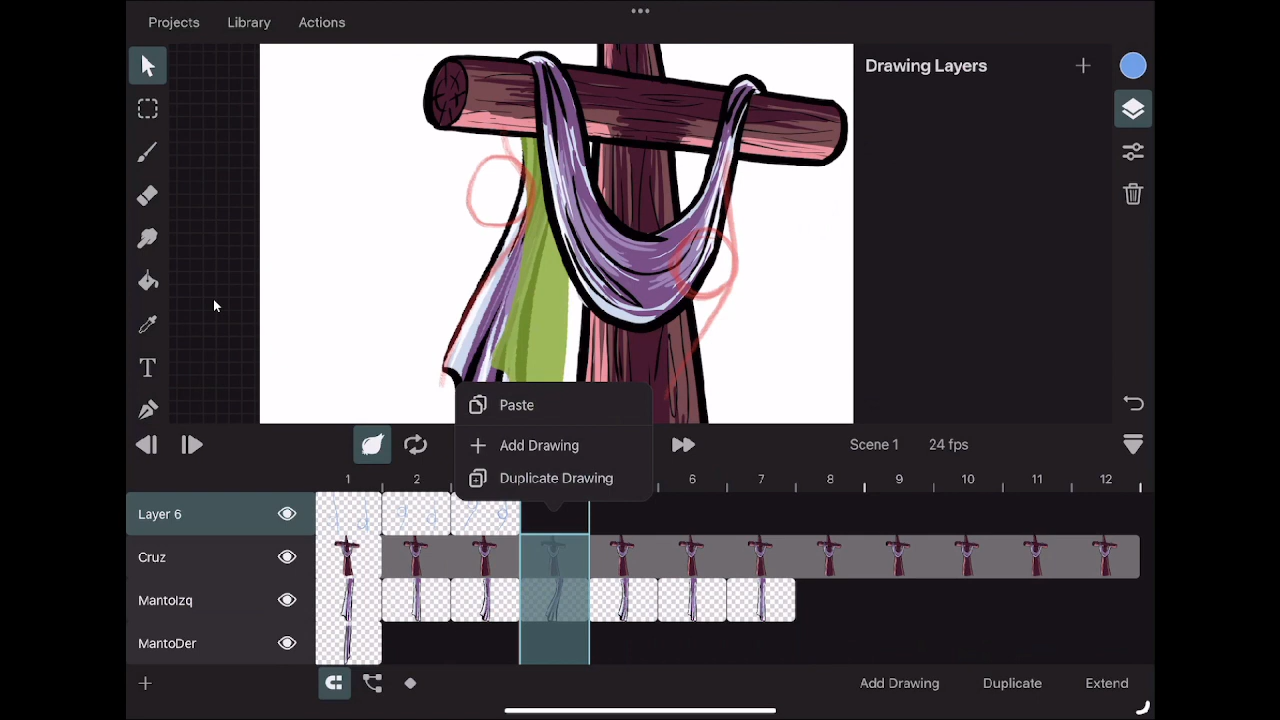 Projects Library Actions
Drawing Layers
T
Paste
Add Drawing
Duplicate Drawing
Scene 1 24 fps
1 2 6 7 8 9 10 11 12
Layer 6
Cruz
MantoIzq
MantoDer
Add Drawing Duplicate Extend